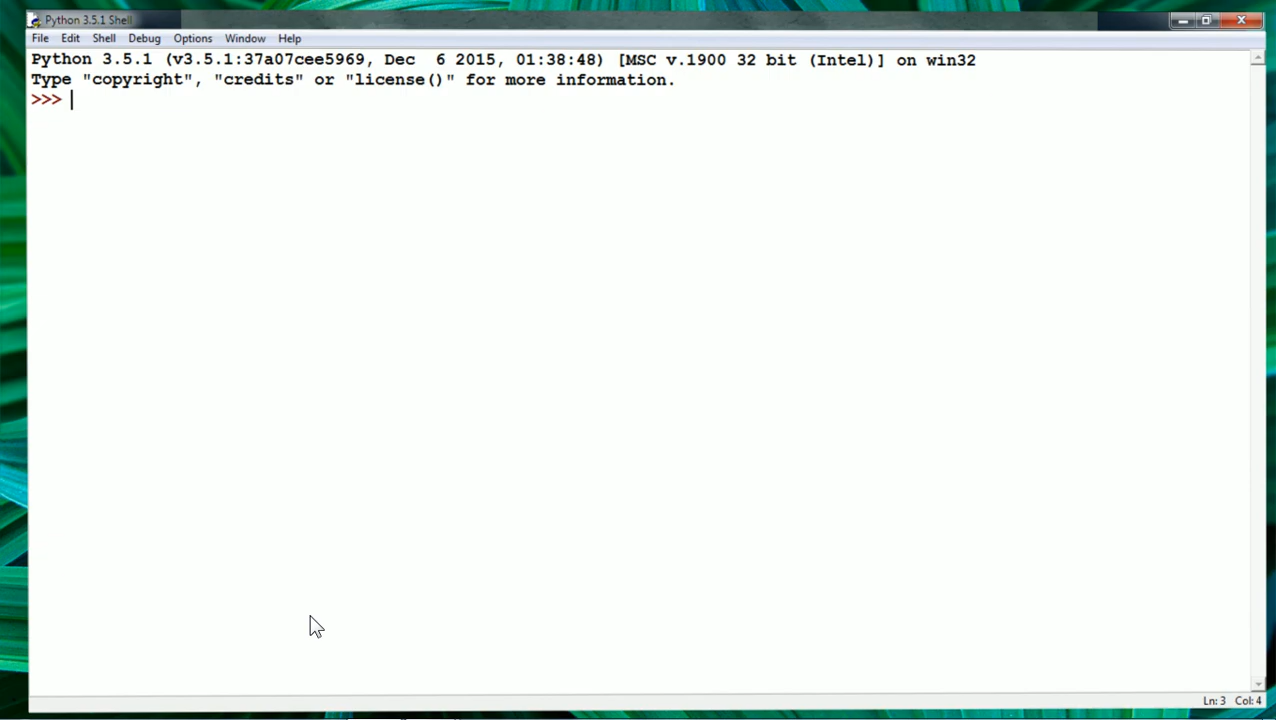 Python 3.5.1 Shell
File Edit Shell Debug Options Window Help
Python 3.5.1 (v3.5.1:37a07cee5969, Dec  6 2015, 01:38:48) [MSC v.1900 32 bit (Intel)] on win32
Type "copyright", "credits" or "license()" for more information.
>>>
Ln: 3 Col: 4